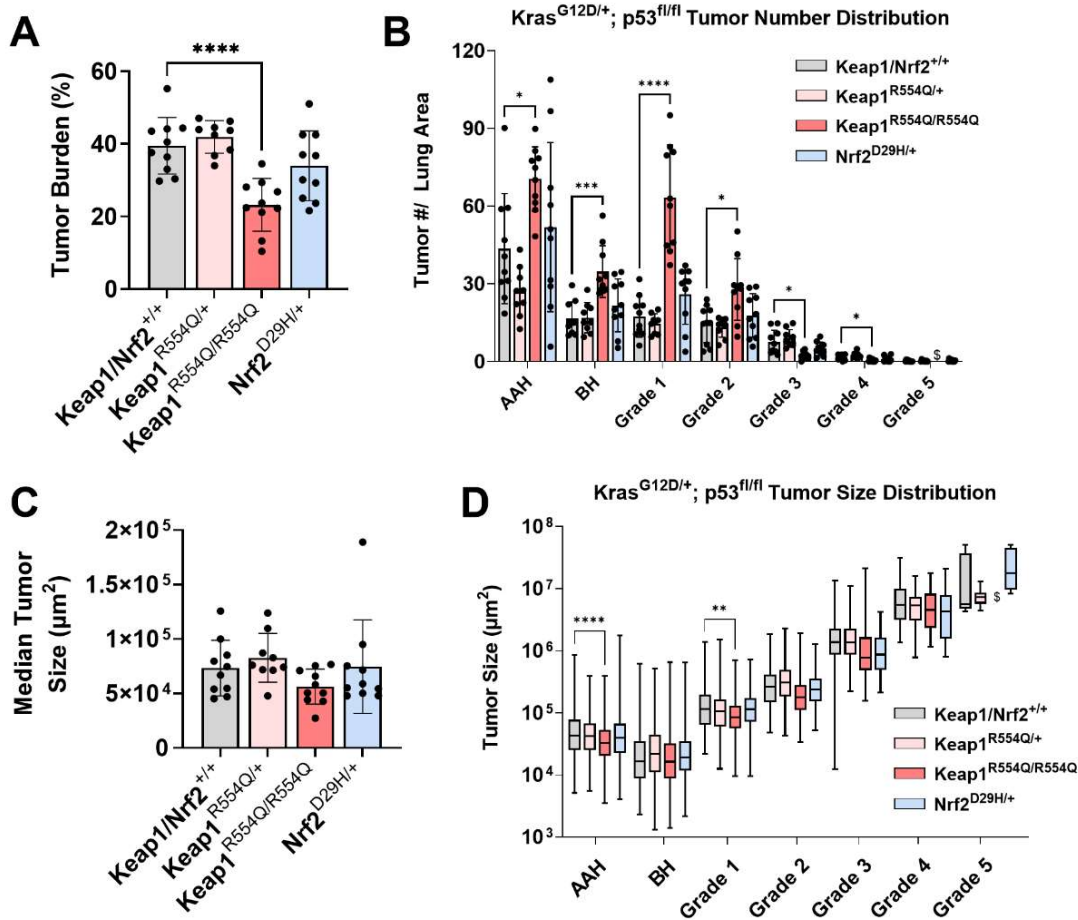 A
****
Tumor Burden (%)
60
40
20
0
Keap1/Nrf2+/+
Keap1R554Q/+
Keap1R554Q/R554Q
Nrf2D29H/+
B
KrasG12D/+; p53fl/fl Tumor Number Distribution
Tumor #/ Lung Area
120
90
60
30
0
*
***
****
*
*
*
$
Keap1/Nrf2+/+
Keap1R554Q/+
Keap1R554Q/R554Q
Nrf2D29H/+
AAH
BH
Grade 1
Grade 2
Grade 3
Grade 4
Grade 5
C
Median Tumor
Size (µm2)
2×105
1.5×105
1×105
5×104
0
Keap1/Nrf2+/+
Keap1R554Q/+
Keap1R554Q/R554Q
Nrf2D29H/+
D
KrasG12D/+; p53fl/fl Tumor Size Distribution
Tumor Size (µm2)
108
107
106
105
104
103
****
**
$
Keap1/Nrf2+/+
Keap1R554Q/+
Keap1R554Q/R554Q
Nrf2D29H/+
AAH
BH
Grade 1
Grade 2
Grade 3
Grade 4
Grade 5